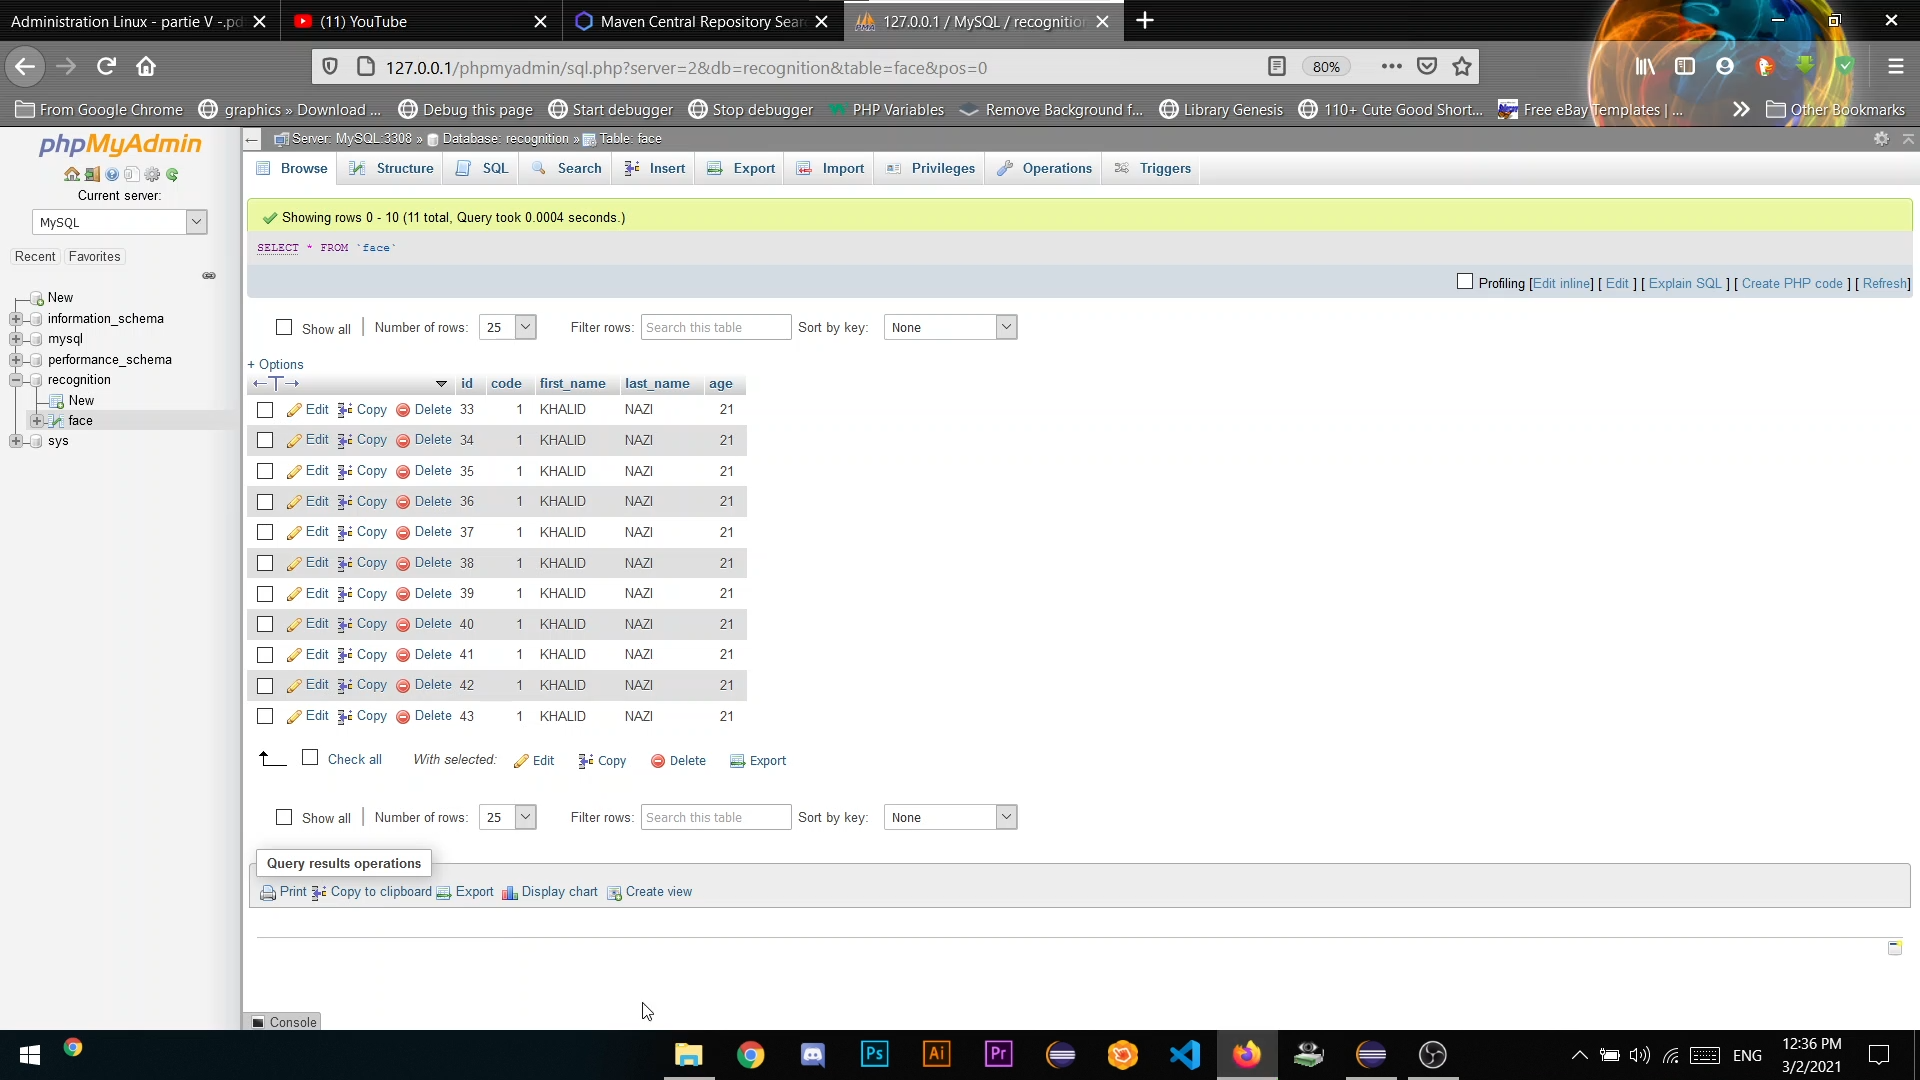 Administration Linux - partie V -.pd
(11) YouTube
Maven Central Repository Sear
127.0.0.1 / MySQL / recognition
127.0.0.1/phpmyadmin/sql.php?server=2&db=recognition&table=face&pos=0
80%
From Google Chrome
graphics » Download ...
Debug this page
Start debugger
Stop debugger
PHP Variables
Remove Background f...
Library Genesis
110+ Cute Good Short...
Free eBay Templates | ...
Other Bookmarks
phpMyAdmin
Current server:
MySQL
Recent
Favorites
New
information_schema
mysql
performance_schema
recognition
New
face
sys
Server: MySQL:3308 » Database: recognition » Table: face
Browse
Structure
SQL
Search
Insert
Export
Import
Privileges
Operations
Triggers
Showing rows 0 - 10 (11 total, Query took 0.0004 seconds.)
SELECT * FROM `face`
Profiling [Edit inline] [ Edit ] [ Explain SQL ] [ Create PHP code ] [ Refresh]
Show all | Number of rows: 25 Filter rows: Search this table Sort by key: None
+ Options
←T→ id code first_name last_name age
Edit Copy Delete 33 1 KHALID NAZI 21
Edit Copy Delete 34 1 KHALID NAZI 21
Edit Copy Delete 35 1 KHALID NAZI 21
Edit Copy Delete 36 1 KHALID NAZI 21
Edit Copy Delete 37 1 KHALID NAZI 21
Edit Copy Delete 38 1 KHALID NAZI 21
Edit Copy Delete 39 1 KHALID NAZI 21
Edit Copy Delete 40 1 KHALID NAZI 21
Edit Copy Delete 41 1 KHALID NAZI 21
Edit Copy Delete 42 1 KHALID NAZI 21
Edit Copy Delete 43 1 KHALID NAZI 21
Check all With selected: Edit Copy Delete Export
Show all | Number of rows: 25 Filter rows: Search this table Sort by key: None
Query results operations
Print Copy to clipboard Export Display chart Create view
Console
Ps
Ai
Pr
ENG
12:36 PM
3/2/2021